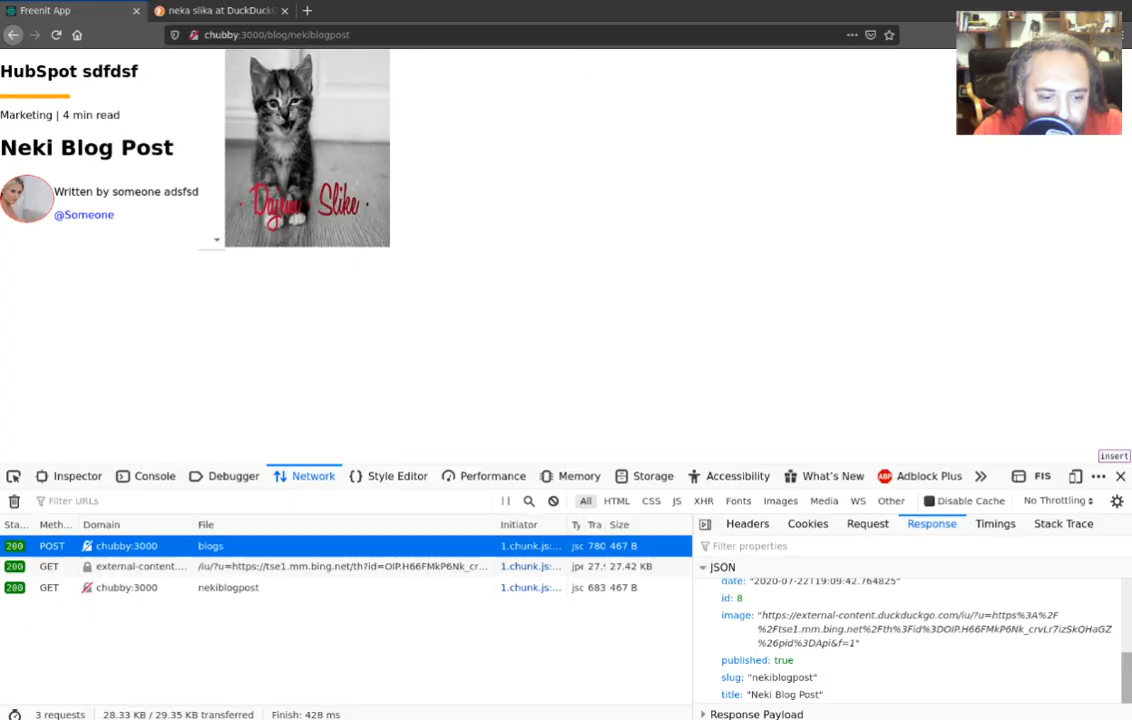 Freenit App
neka slika at DuckDuckG
chubby:3000/blog/nekiblogpost
HubSpot sdfdsf
Marketing | 4 min read
Neki Blog Post
Written by someone adsfsd
@Someone
Slike
insert
Inspector Console Debugger Network Style Editor Performance Memory Storage Accessibility What's New Adblock Plus FIS
Filter URLs All HTML CSS JS XHR Fonts Images Media WS Other Disable Cache No Throttling
Sta... Meth... Domain File Initiator Ty Tra Size
200 POST chubby:3000 blogs 1.chunk.js:... jsc 780 467 B
200 GET external-content.... /iu/?u=https://tse1.mm.bing.net/th?id=OIP.H66FMkP6Nk_cr... 1.chunk.js:... jpe 27.! 27.42 KB
200 GET chubby:3000 nekiblogpost 1.chunk.js:... jsc 683 467 B
3 requests 28.33 KB / 29.35 KB transferred Finish: 428 ms
Headers Cookies Request Response Timings Stack Trace
Filter properties
JSON
date: "2020-07-22T19:09:42.764825"
id: 8
image: "https://external-content.duckduckgo.com/iu/?u=https%3A%2F
%2Ftse1.mm.bing.net%2Fth%3Fid%3DOIP.H66FMkP6Nk_crvLr7izSkQHaGZ
%26pid%3DApi&f=1"
published: true
slug: "nekiblogpost"
title: "Neki Blog Post"
Response Payload